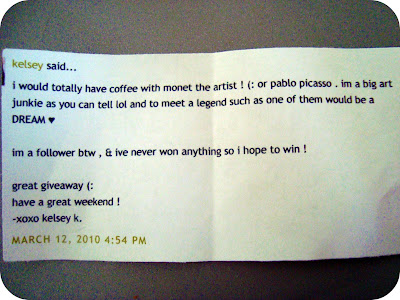 kelsey said...
i would totally have coffee with monet the artist ! (: or pablo picasso . im a big art
junkie as you can tell lol and to meet a legend such as one of them would be a
DREAM ♥
im a follower btw , & ive never won anything so i hope to win !
great giveaway (:
have a great weekend !
-xoxo kelsey k.
MARCH 12, 2010 4:54 PM